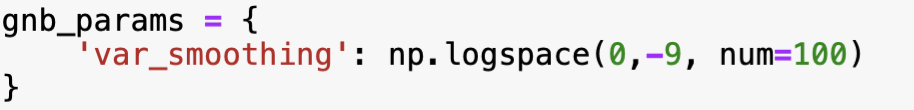 gnb_params = {
    'var_smoothing': np.logspace(0,-9, num=100)
}